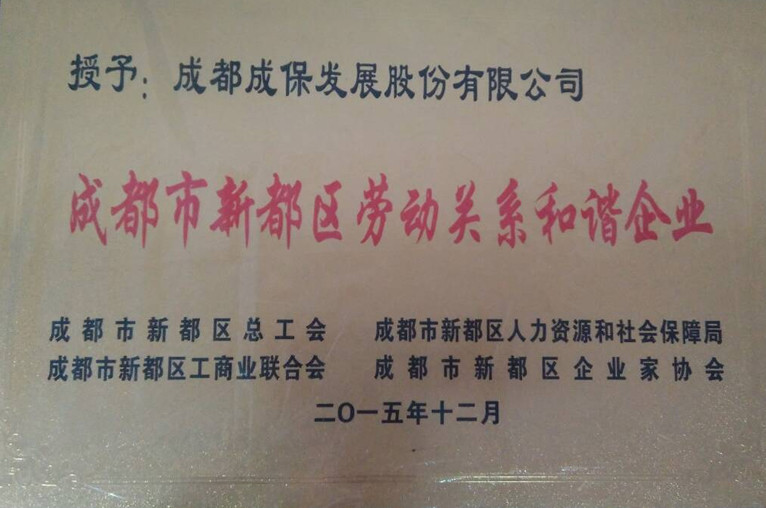 授予：成都成保发展股份有限公司
成都市新都区劳动关系和谐企业
成都市新都区总工会 成都市新都区人力资源和社会保障局
成都市新都区工商业联合会 成都市新都区企业家协会
二〇一五年十二月